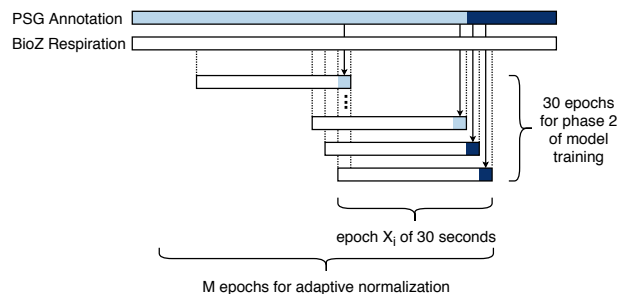 PSG Annotation
BioZ Respiration
30 epochs
for phase 2
of model
training
epoch Xi of 30 seconds
M epochs for adaptive normalization